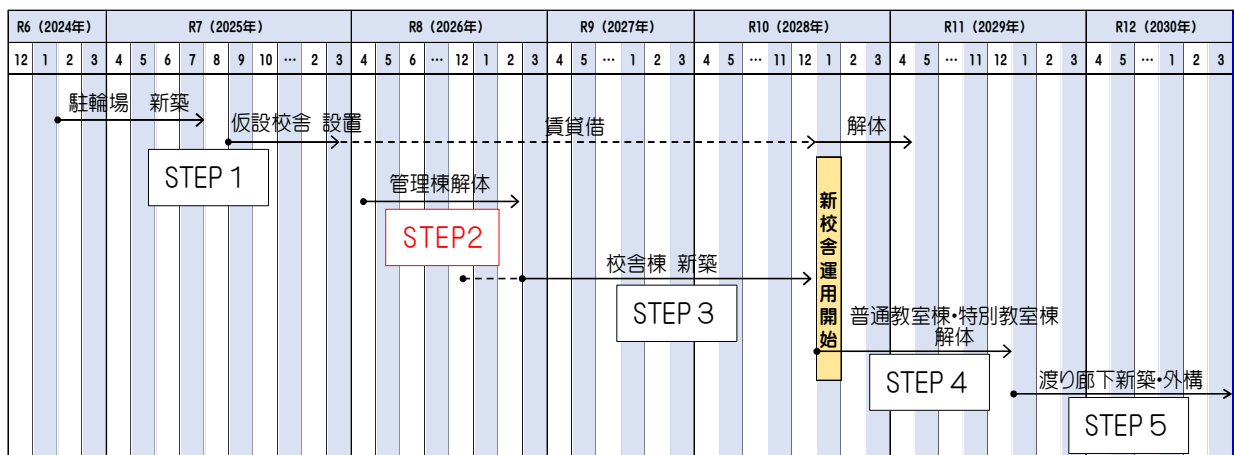 R6（2024年） R7（2025年） R8（2026年） R9（2027年） R10（2028年） R11（2029年） R12（2030年）
12 1 2 3 4 5 6 7 8 9 10 … 2 3 4 5 6 … 12 1 2 3 4 5 … 1 2 3 4 5 … 11 12 1 2 3 4 5 … 11 12 1 2 3 4 5 … 1 2 3
駐輪場 新築
仮設校舎 設置 賃貸借 解体
STEP 1
管理棟解体
STEP2
新校舎運用開始
校舎棟 新築
STEP 3
普通教室棟・特別教室棟
解体
STEP 4
渡り廊下新築・外構
STEP 5